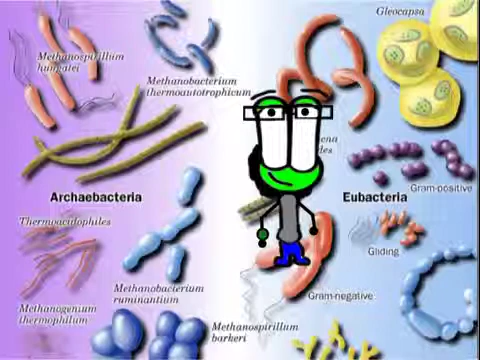 Gleocapsa
Methanospirillum
hungatei
Methanobacterium
thermoautotrophicum
Archaebacteria
Eubacteria
Gram-positive
Thermoacidophiles
Gliding
Methanobacterium
ruminantium
Gram-negative
Methanogenium
thermophilum
Methanospirillum
barkeri